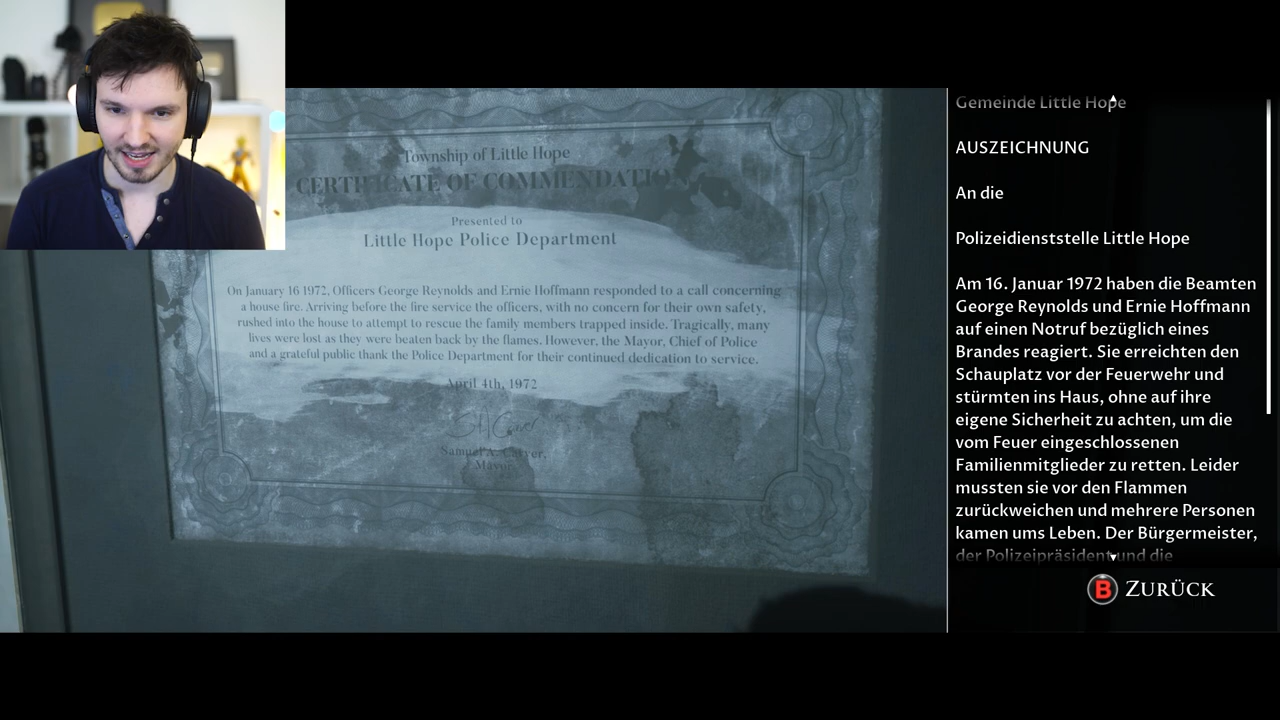 Township of Little Hope
CERTIFICATE OF COMMENDATIO
Presented to
Little Hope Police Department
On January 16 1972, Officers George Reynolds and Ernie Hoffmann responded to a call concerning
a house fire. Arriving before the fire service the officers, with no concern for their own safety,
rushed into the house to attempt to rescue the family members trapped inside. Tragically, many
lives were lost as they were beaten back by the flames. However, the Mayor, Chief of Police
and a grateful public thank the Police Department for their continued dedication to service.
April 4th, 1972
Samuel A. Carver,
Mayor
Gemeinde Little Hope
AUSZEICHNUNG
An die
Polizeidienststelle Little Hope
Am 16. Januar 1972 haben die Beamten
George Reynolds und Ernie Hoffmann
auf einen Notruf bezüglich eines
Brandes reagiert. Sie erreichten den
Schauplatz vor der Feuerwehr und
stürmten ins Haus, ohne auf ihre
eigene Sicherheit zu achten, um die
vom Feuer eingeschlossenen
Familienmitglieder zu retten. Leider
mussten sie vor den Flammen
zurückweichen und mehrere Personen
kamen ums Leben. Der Bürgermeister,
der Polizeipräsident und die
B ZURÜCK